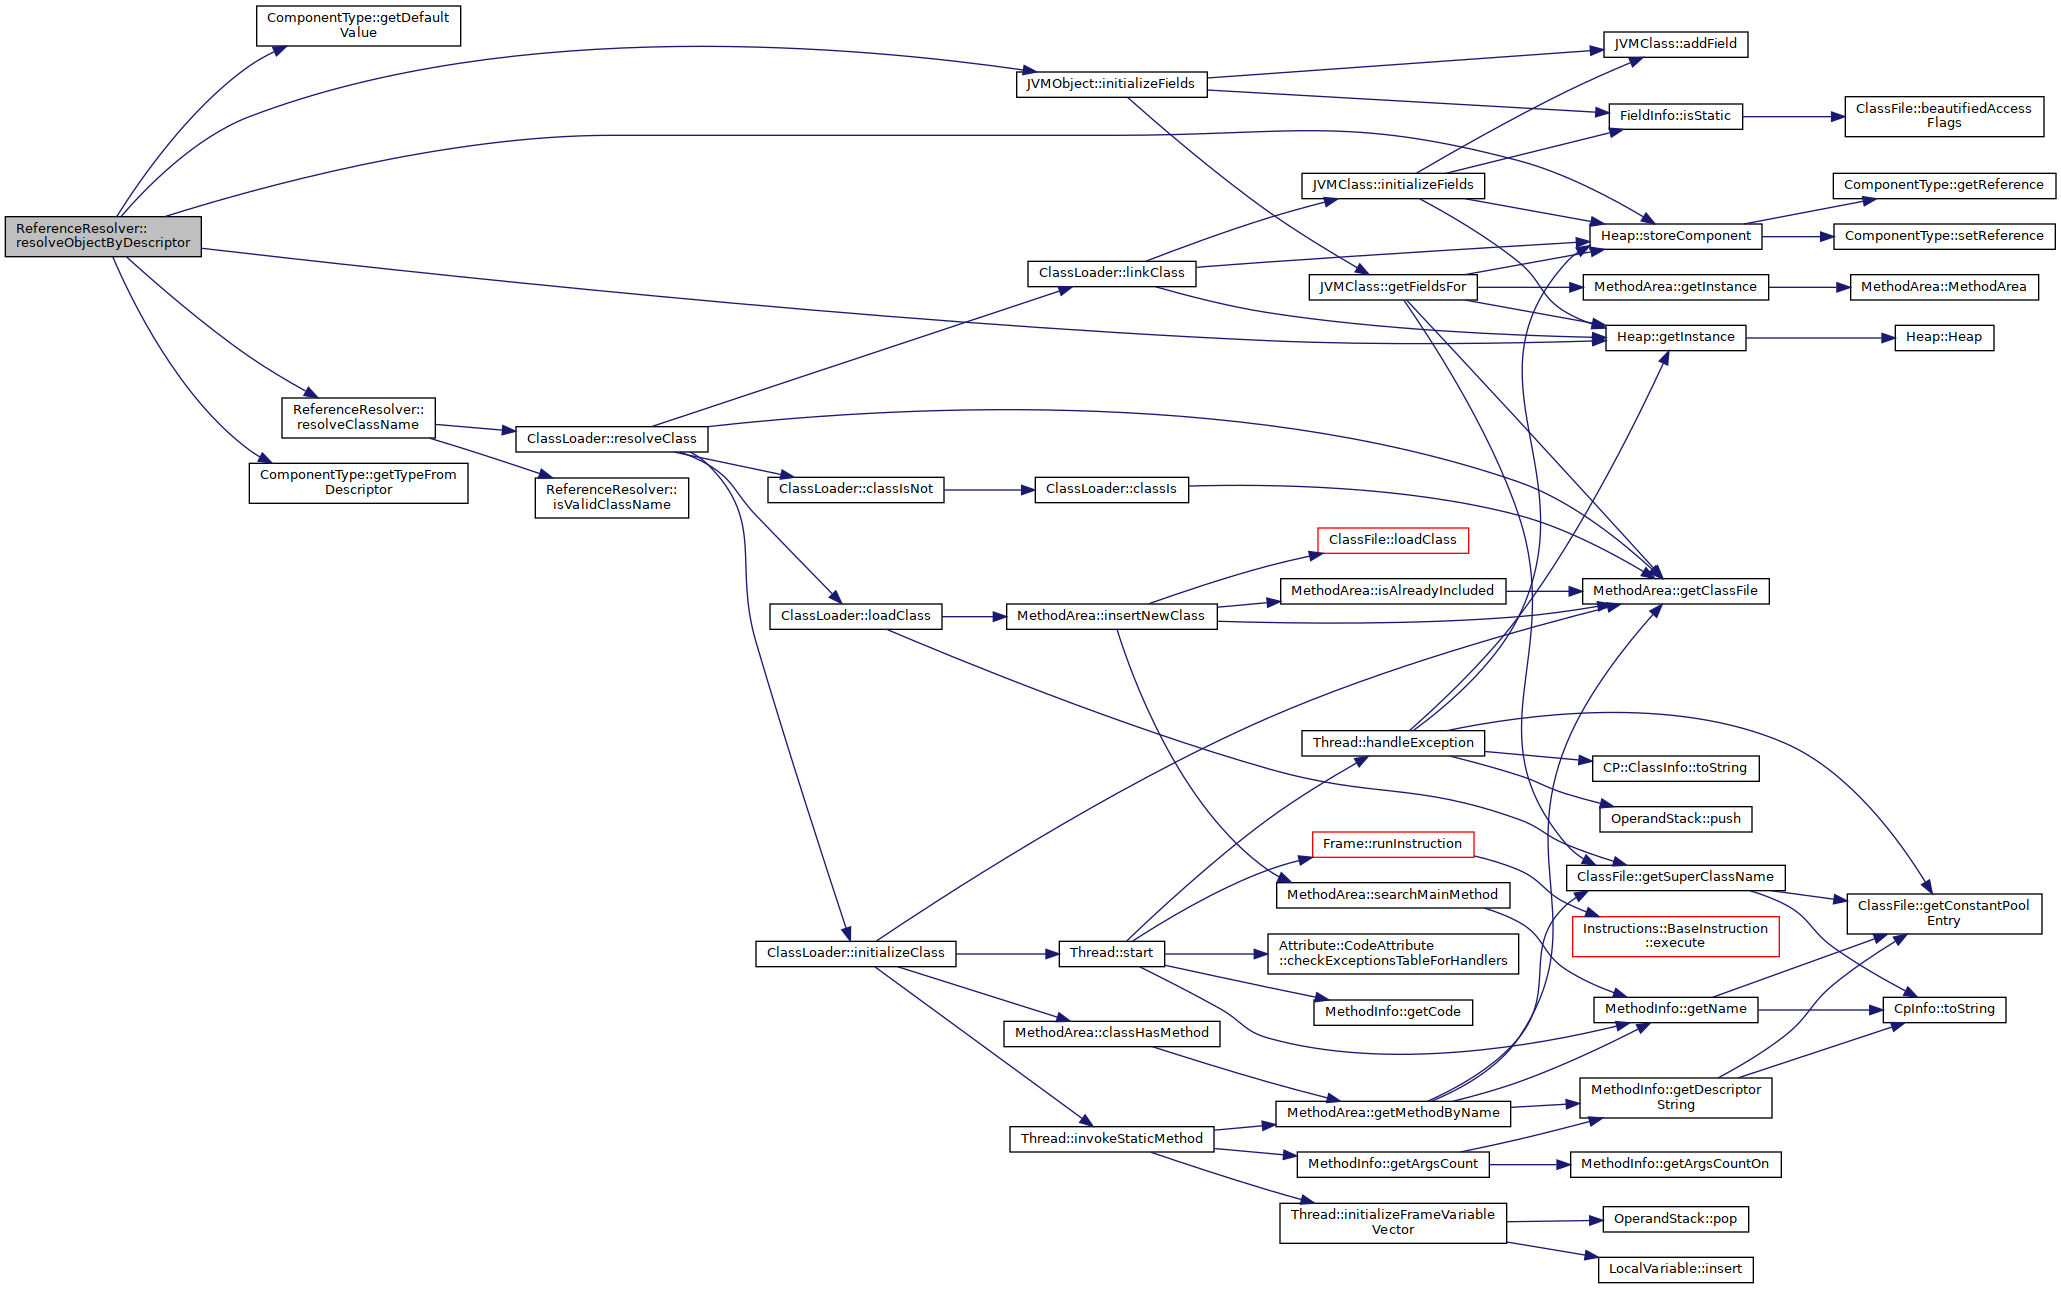 ComponentType::getDefault
Value
JVMClass::addField
JVMObject::initializeFields
FieldInfo::isStatic
ClassFile::beautifiedAccess
Flags
JVMClass::initializeFields
ComponentType::getReference
ReferenceResolver::
resolveObjectByDescriptor
Heap::storeComponent
ComponentType::setReference
ClassLoader::linkClass
JVMClass::getFieldsFor
MethodArea::getInstance
MethodArea::MethodArea
Heap::getInstance
Heap::Heap
ReferenceResolver::
resolveClassName
ClassLoader::resolveClass
ComponentType::getTypeFrom
Descriptor
ReferenceResolver::
isValidClassName
ClassLoader::classIsNot
ClassLoader::classIs
ClassFile::loadClass
MethodArea::isAlreadyIncluded
MethodArea::getClassFile
ClassLoader::loadClass
MethodArea::insertNewClass
Thread::handleException
CP::ClassInfo::toString
OperandStack::push
Frame::runInstruction
ClassFile::getSuperClassName
MethodArea::searchMainMethod
ClassFile::getConstantPool
Entry
Instructions::BaseInstruction
::execute
ClassLoader::initializeClass
Thread::start
Attribute::CodeAttribute
::checkExceptionsTableForHandlers
MethodInfo::getCode
MethodInfo::getName
CpInfo::toString
MethodArea::classHasMethod
MethodInfo::getDescriptor
String
MethodArea::getMethodByName
Thread::invokeStaticMethod
MethodInfo::getArgsCount
MethodInfo::getArgsCountOn
Thread::initializeFrameVariable
Vector
OperandStack::pop
LocalVariable::insert